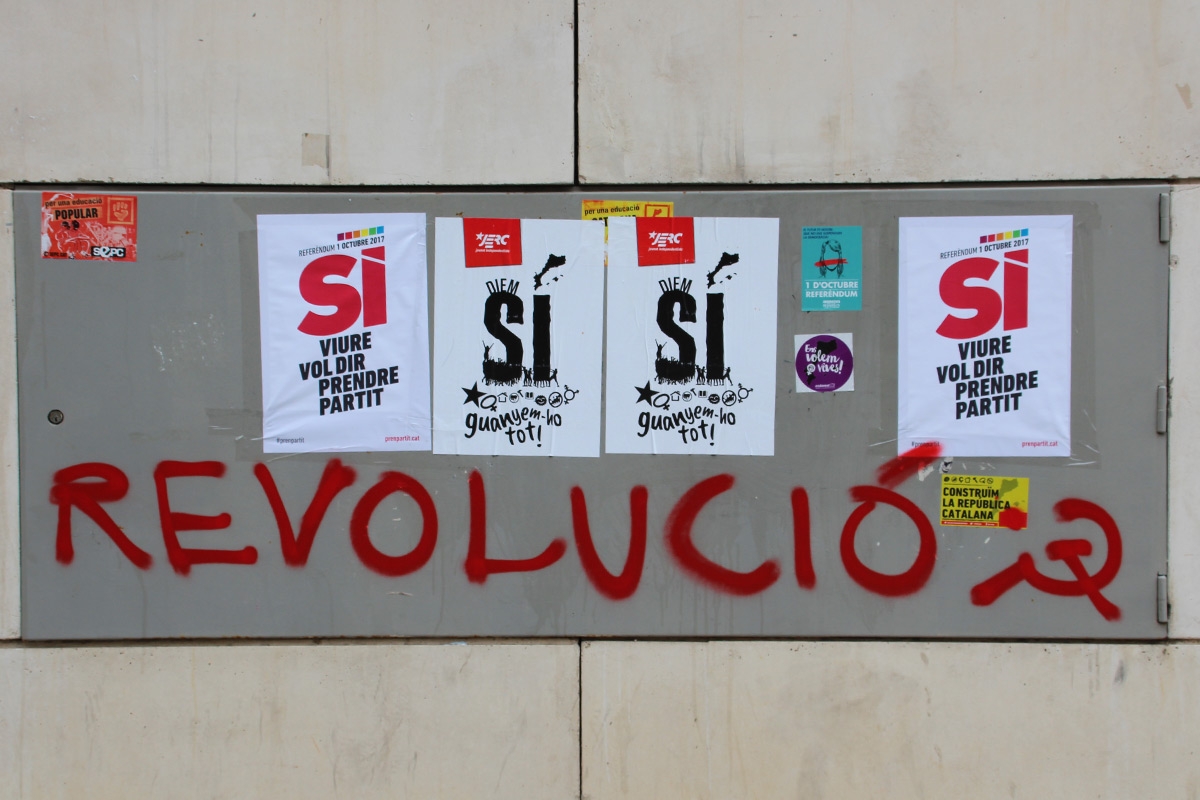 per una educació
POPULAR
SEPC
REFERÈNDUM 1 OCTUBRE 2017
SÍ
VIURE
VOL DIR
PRENDRE
PARTIT
#prenpartit
prenpartit.cat
JERC
DIEM
SÍ
guanyem-ho
tot!
per una educació
JERC
DIEM
SÍ
guanyem-ho
tot!
1 D'OCTUBRE
REFERÈNDUM
Ens
volem
vives!
REFERÈNDUM 1 OCTUBRE 2017
SÍ
VIURE
VOL DIR
PRENDRE
PARTIT
#prenpartit
prenpartit.cat
CONSTRUÏM
LA REPÚBLICA
CATALANA
REVOLUCIÓ